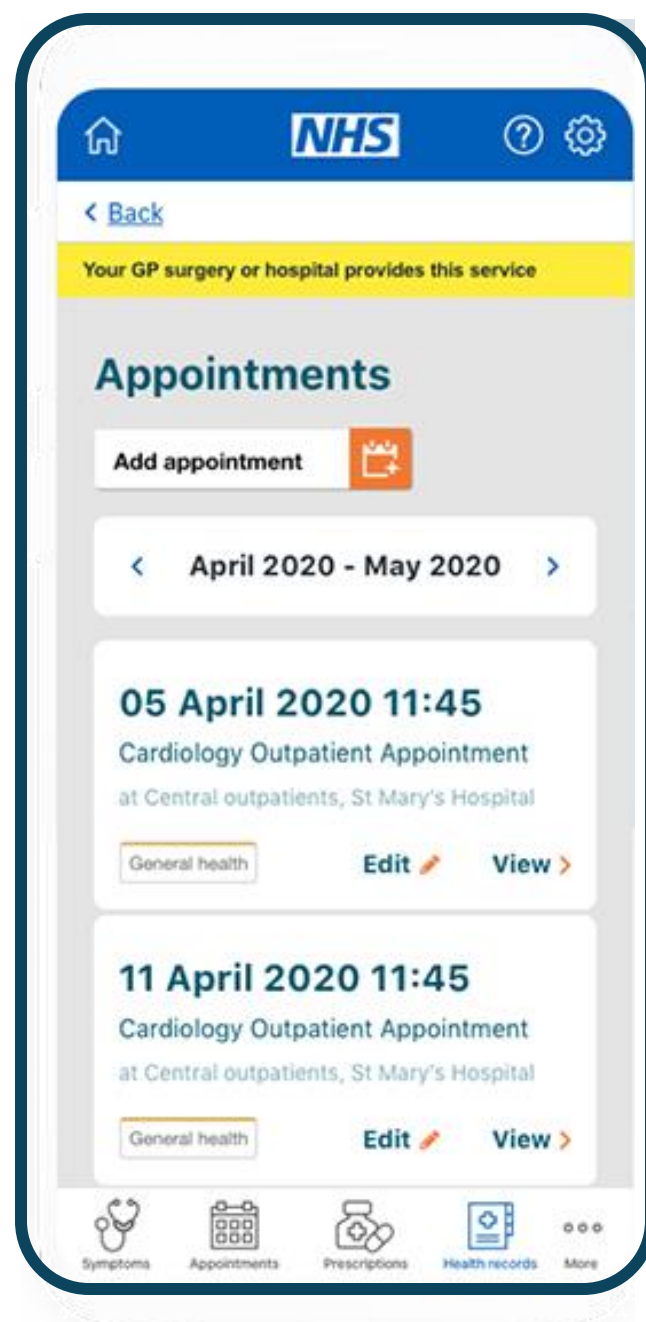 NHS
Back
Your GP surgery or hospital provides this service
Appointments
Add appointment
April 2020 - May 2020
05 April 2020 11:45
Cardiology Outpatient Appointment
at Central outpatients, St Mary's Hospital
General health Edit View
11 April 2020 11:45
Cardiology Outpatient Appointment
at Central outpatients, St Mary's Hospital
General health Edit View
Symptoms Appointments Prescriptions Health records More